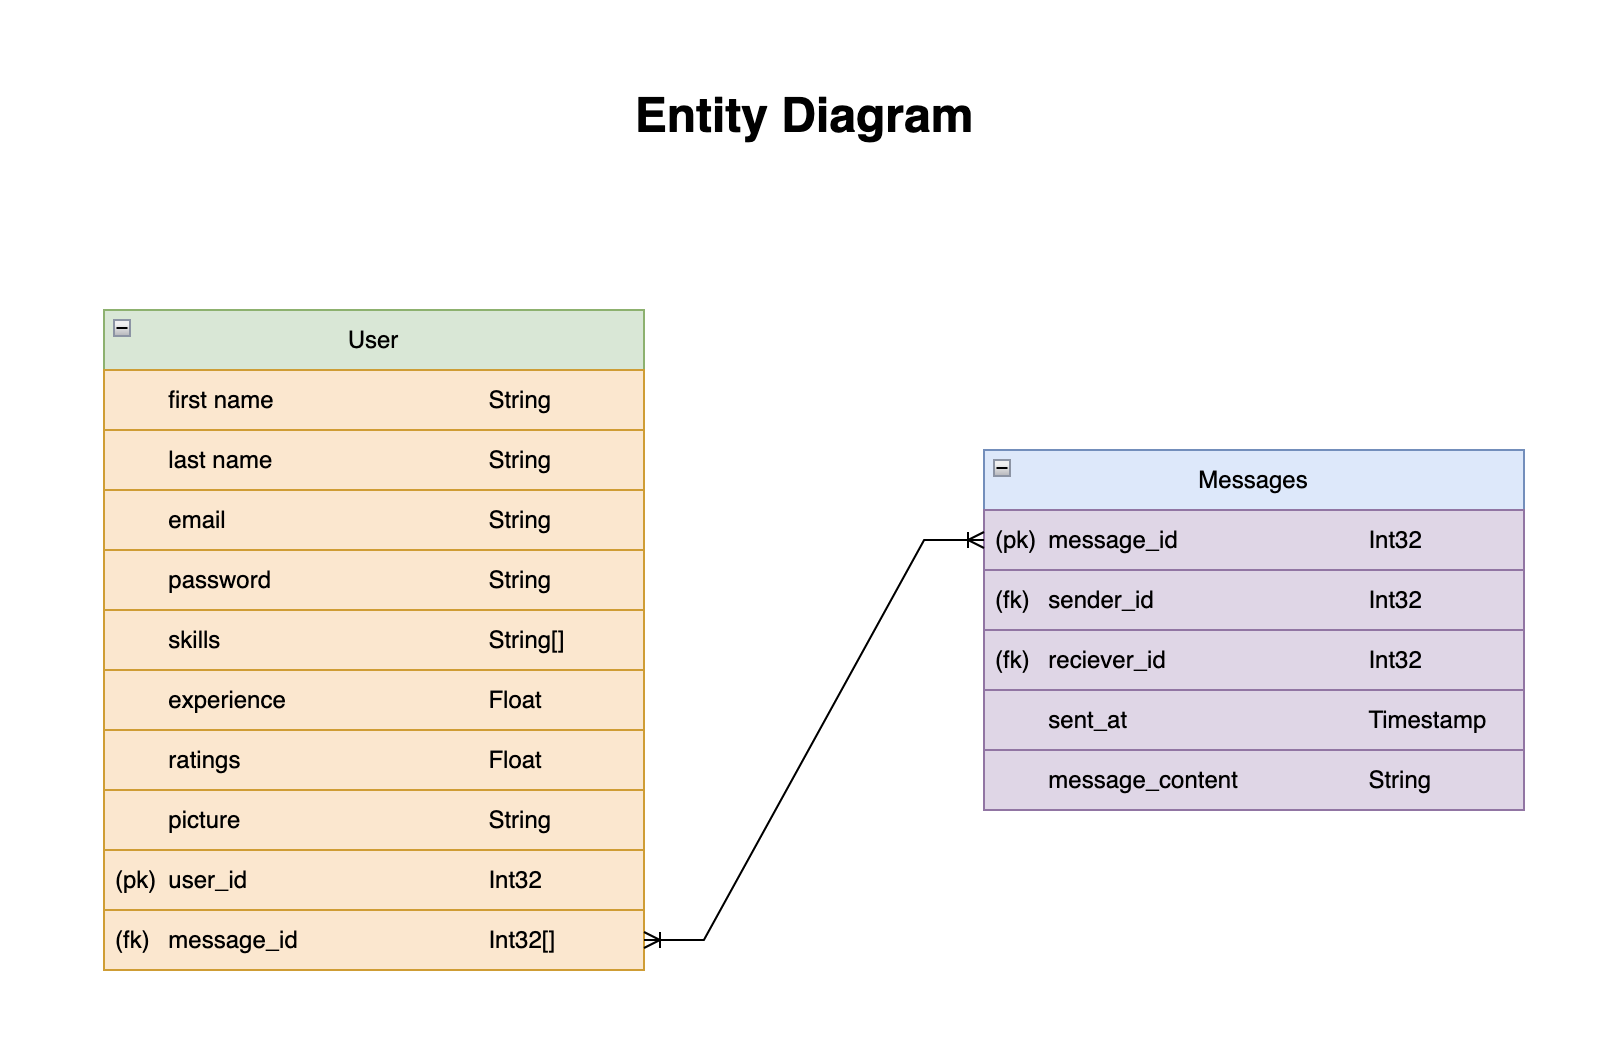 Entity Diagram
User
first name String
last name String
email String
password String
skills String[]
experience Float
ratings Float
picture String
(pk) user_id Int32
(fk) message_id Int32[]
Messages
(pk) message_id Int32
(fk) sender_id Int32
(fk) reciever_id Int32
sent_at Timestamp
message_content String